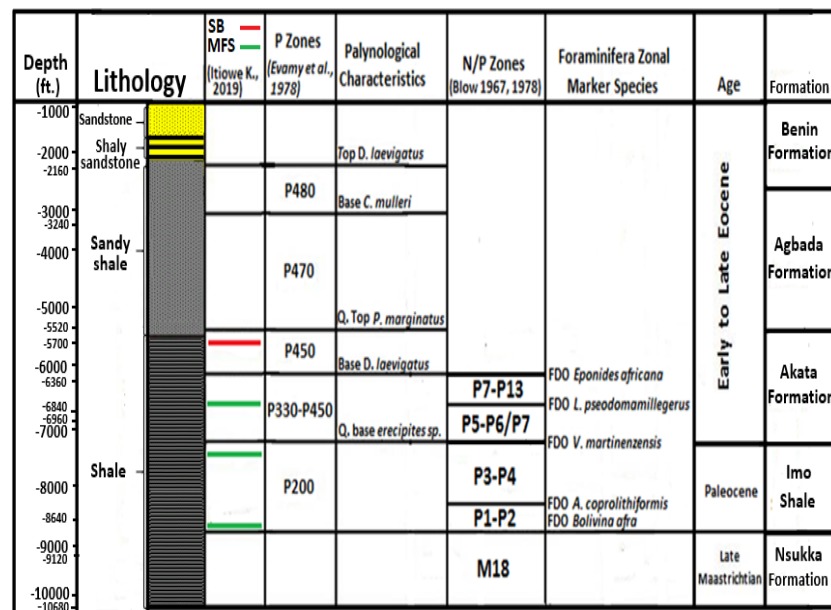 Depth
(ft.)
Lithology
SB
MFS
(Itiowe K.,
2019)
P Zones
(Evamy et al.,
1978)
Palynological
Characteristics
N/P Zones
(Blow 1967, 1978)
Foraminifera Zonal
Marker Species
Age
Formation
-1000
-2000
-2160
-3000
-3240
-4000
-5000
-5520
-5700
-6000
-6360
-6840
-6960
-7000
-8000
-8640
-9000
-9120
-10000
-10680
Sandstone
Shaly
sandstone
Sandy
shale
Shale
P480
P470
P450
P330-P450
P200
Top D. laevigatus
Base C. mulleri
Q. Top P. marginatus
Base D. laevigatus
Q. base erecipites sp.
P7-P13
P5-P6/P7
P3-P4
P1-P2
M18
FDO Eponides africana
FDO L. pseudomamillegerus
FDO V. martinenzensis
FDO A. coprolithiformis
FDO Bolivina afra
Early to Late Eocene
Paleocene
Late
Maastrichtian
Benin
Formation
Agbada
Formation
Akata
Formation
Imo
Shale
Nsukka
Formation